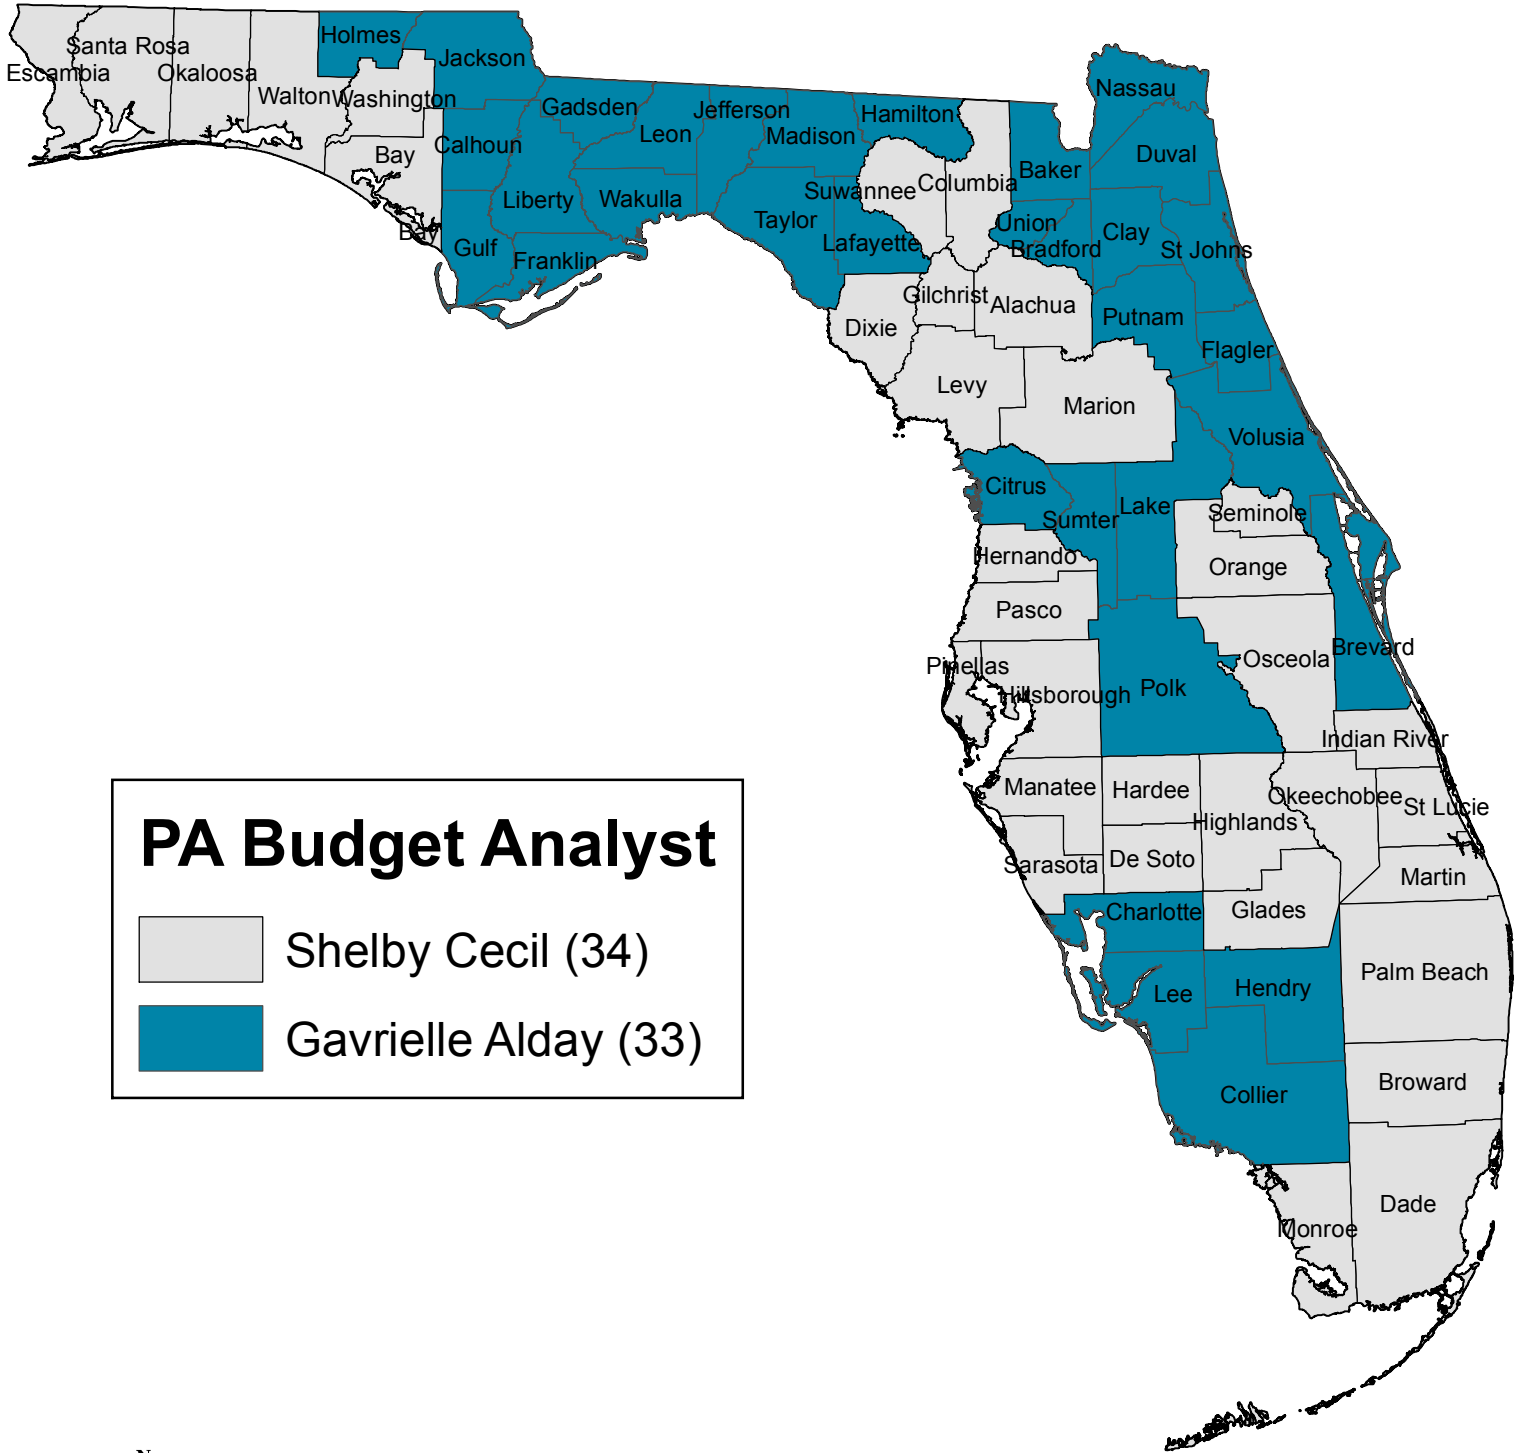 Holmes
Santa Rosa
Jackson
Escambia
Okaloosa
Nassau
Walton
Washington
Gadsden
Jefferson
Hamilton
Leon
Madison
Calhoun
Bay
Duval
Baker
Suwannee
Columbia
Liberty
Wakulla
Taylor
Union
Bay
Clay
Gulf
Lafayette
Bradford
St Johns
Franklin
Gilchrist
Alachua
Putnam
Dixie
Flagler
Levy
Marion
Volusia
Citrus
Lake
Seminole
Sumter
Hernando
Orange
Pasco
Brevard
Pinellas
Osceola
Hillsborough
Polk
Indian River
Manatee
Hardee
Okeechobee
St Lucie
Highlands
Sarasota
De Soto
Martin
Charlotte
Glades
Palm Beach
Lee
Hendry
Broward
Collier
Dade
Monroe
PA Budget Analyst
Shelby Cecil (34)
Gavrielle Alday (33)
N